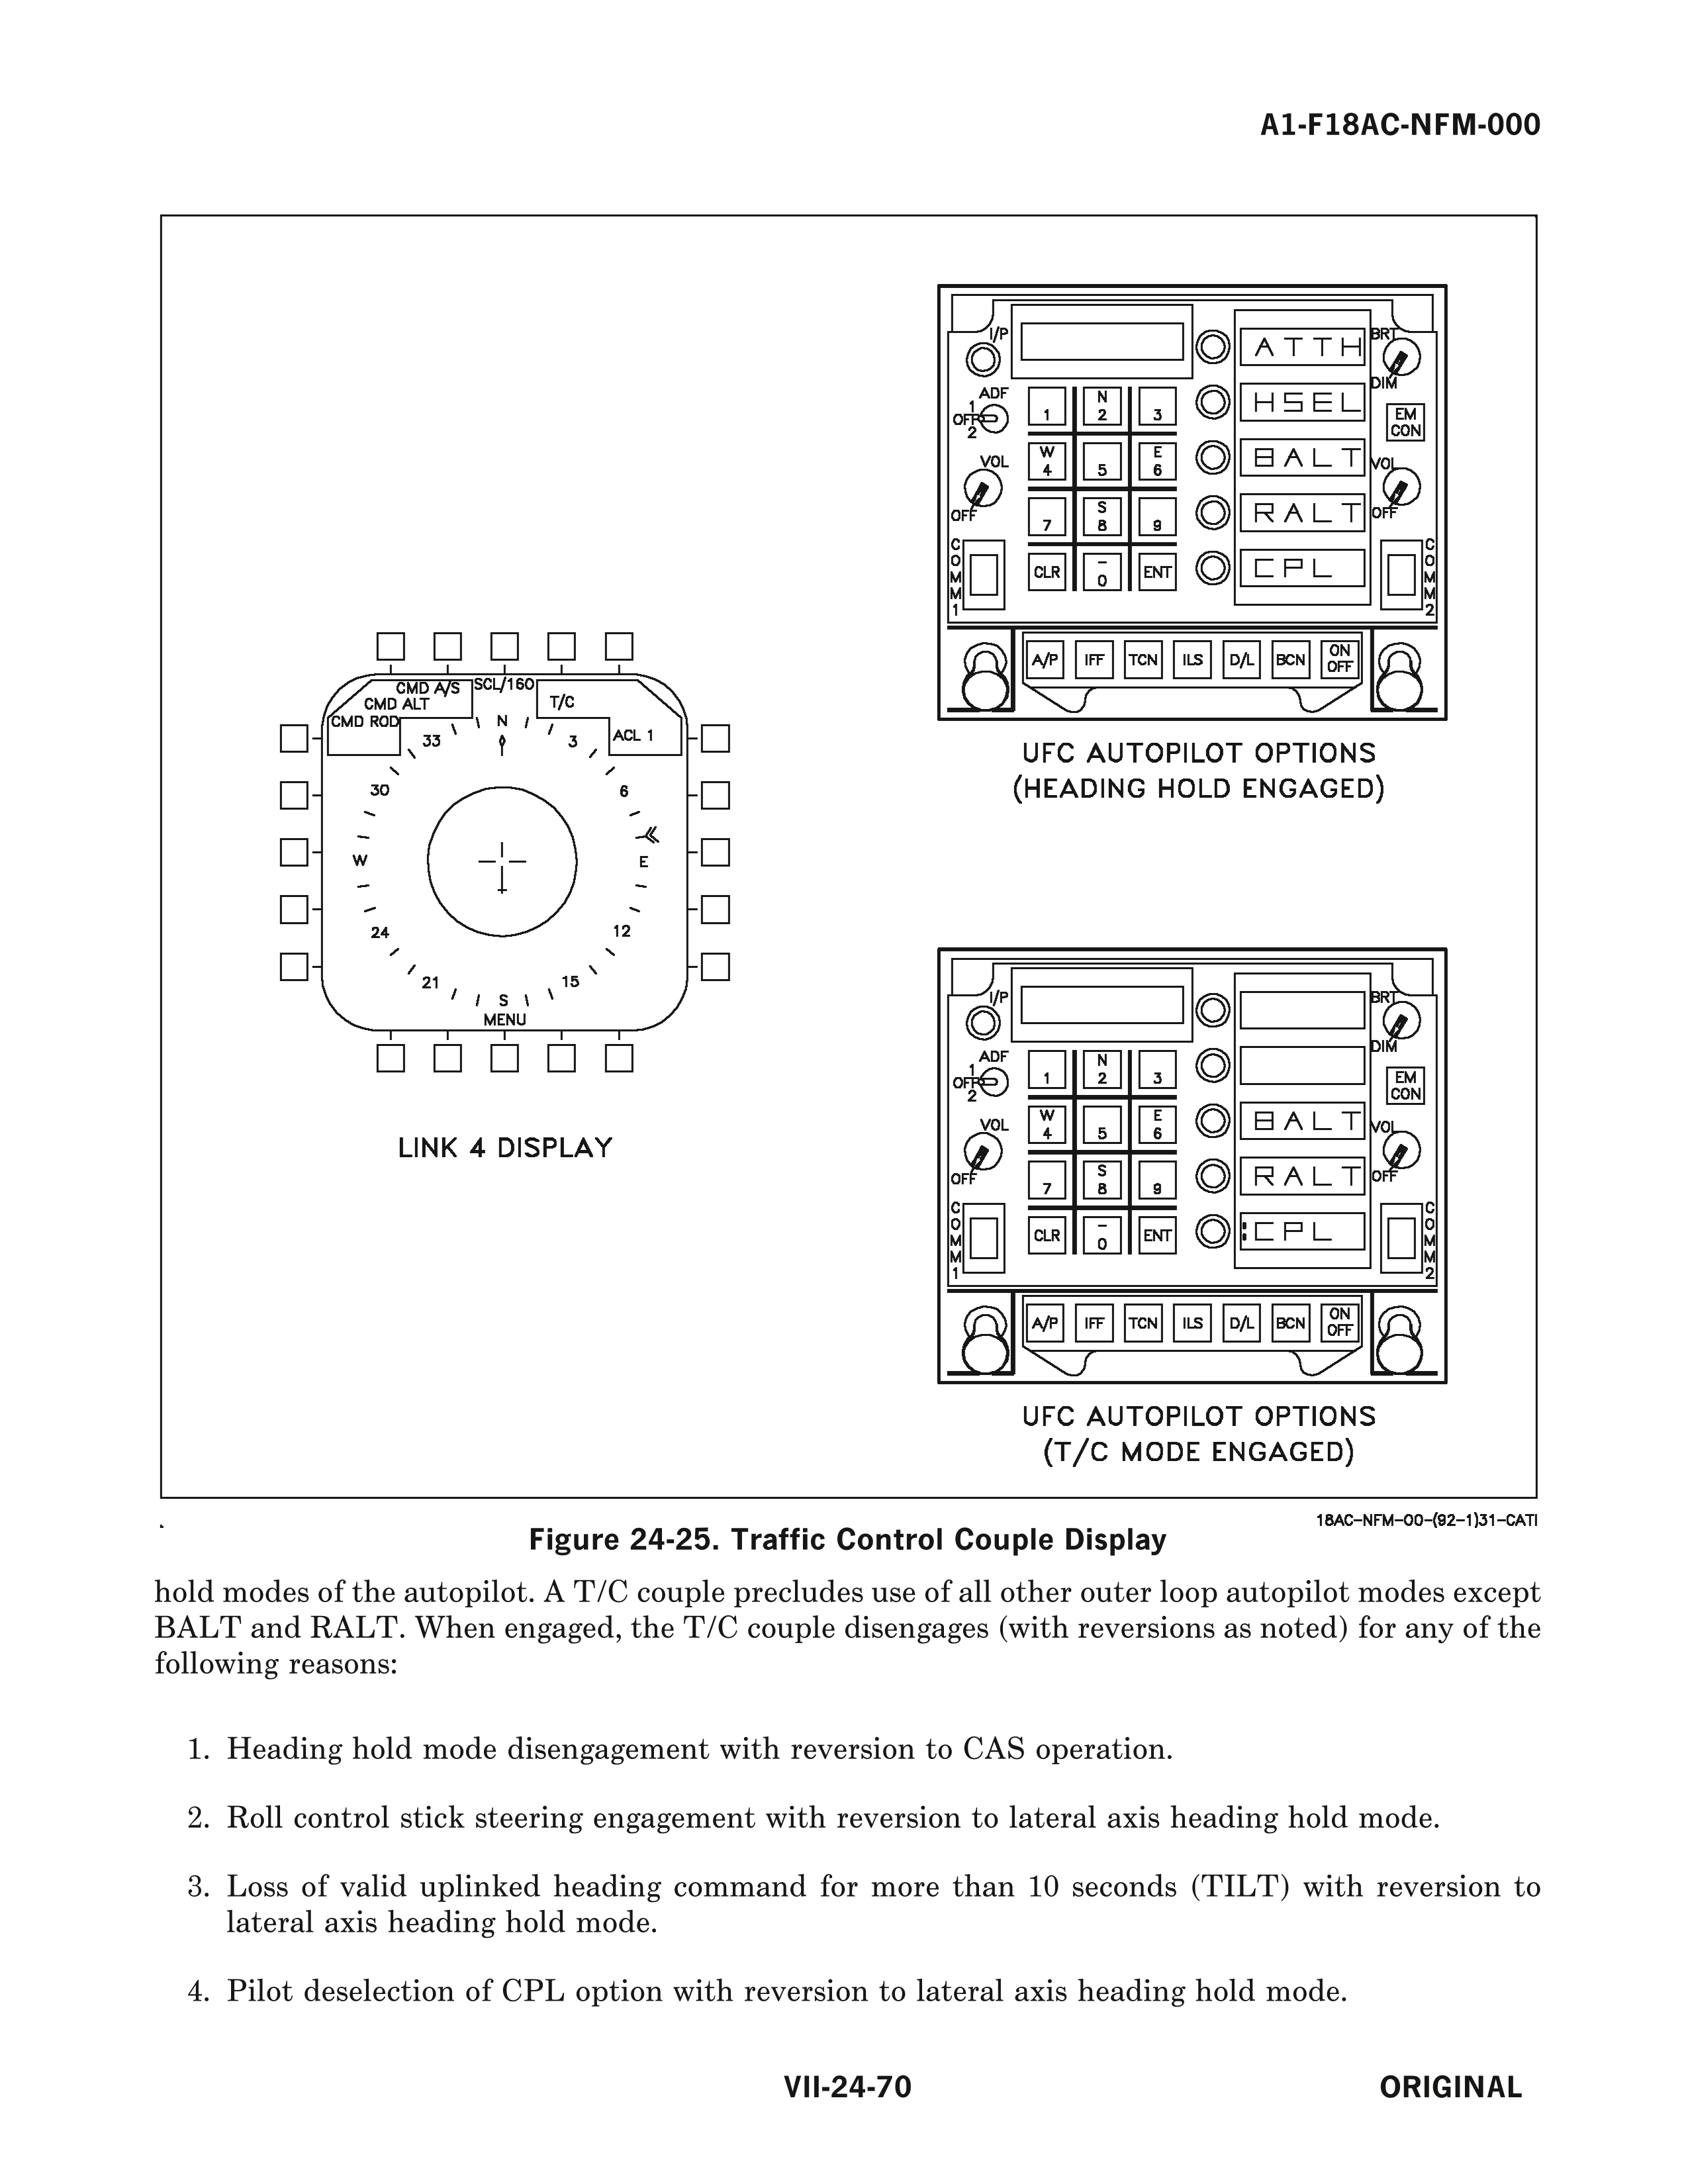 A1-F18AC-NFM-000
CMD A/S
SCL/160
CMD ALT
T/C
CMD ROD
ACL 1
N
33
3
30
6
W
E
24
12
21
15
S
MENU
LINK 4 DISPLAY
I/P
ATTH
BRT
DIM
ADF
1
OFF
2
1
N
2
3
HSEL
EM
CON
VOL
OFF
W
4
5
E
6
BALT
VOL
OFF
7
S
8
9
RALT
COMM1
CLR
–
0
ENT
CPL
COMM2
A/P
IFF
TCN
ILS
D/L
BCN
ON
OFF
UFC AUTOPILOT OPTIONS
(HEADING HOLD ENGAGED)
I/P
BRT
DIM
ADF
1
OFF
2
1
N
2
3
EM
CON
VOL
OFF
W
4
5
E
6
BALT
VOL
OFF
7
S
8
9
RALT
COMM1
CLR
–
0
ENT
:CPL
COMM2
A/P
IFF
TCN
ILS
D/L
BCN
ON
OFF
UFC AUTOPILOT OPTIONS
(T/C MODE ENGAGED)
18AC-NFM-00-(92-1)31-CATI
Figure 24-25. Traffic Control Couple Display
hold modes of the autopilot. A T/C couple precludes use of all other outer loop autopilot modes except
BALT and RALT. When engaged, the T/C couple disengages (with reversions as noted) for any of the
following reasons:
1. Heading hold mode disengagement with reversion to CAS operation.
2. Roll control stick steering engagement with reversion to lateral axis heading hold mode.
3. Loss of valid uplinked heading command for more than 10 seconds (TILT) with reversion to
lateral axis heading hold mode.
4. Pilot deselection of CPL option with reversion to lateral axis heading hold mode.
VII-24-70
ORIGINAL